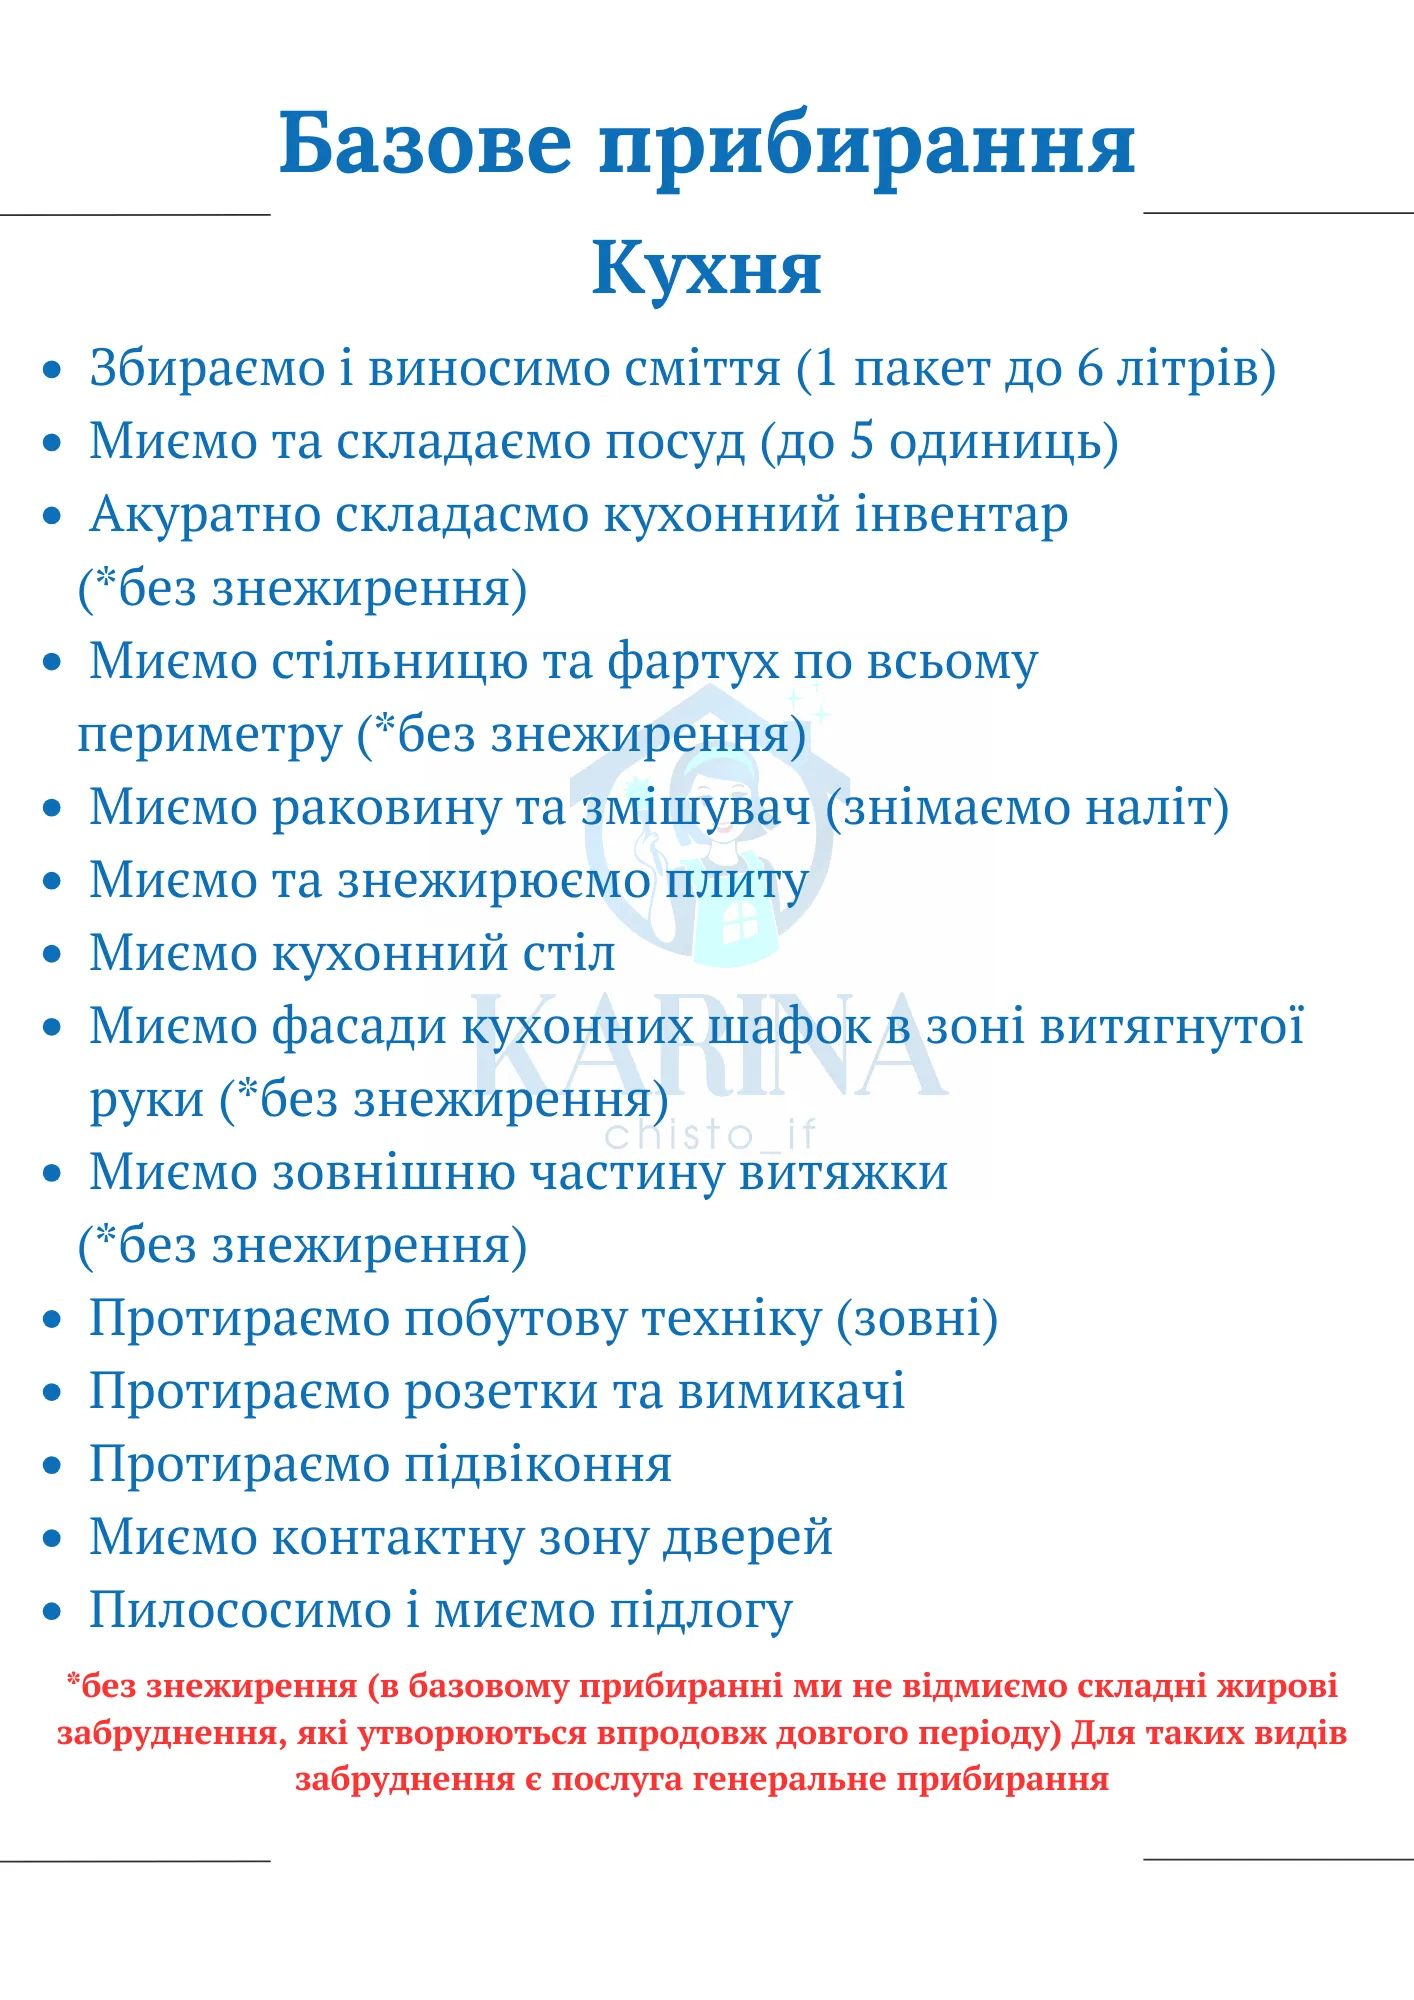 Базове прибирання
Кухня
• Збираємо і виносимо сміття (1 пакет до 6 літрів)
• Миємо та складаємо посуд (до 5 одиниць)
• Акуратно складасмо кухонний інвентар
(*без знежирення)
• Миємо стільницю та фартух по всьому
периметру (*без знежирення)
• Миємо раковину та змішувач (знімаємо наліт)
• Миємо та знежирюємо плиту
• Миємо кухонний стіл
• Миємо фасади кухонних шафок в зоні витягнутої
руки (*без знежирення)
KARINA
chisto_if
• Миємо зовнішню частину витяжки
(*без знежирення)
• Протираємо побутову техніку (зовні)
• Протираємо розетки та вимикачі
• Протираємо підвіконня
• Миємо контактну зону дверей
• Пилососимо і миємо підлогу
*без знежирення (в базовому прибиранні ми не відмиємо складні жирові
забруднення, які утворюються впродовж довгого періоду) Для таких видів
забруднення є послуга генеральне прибирання